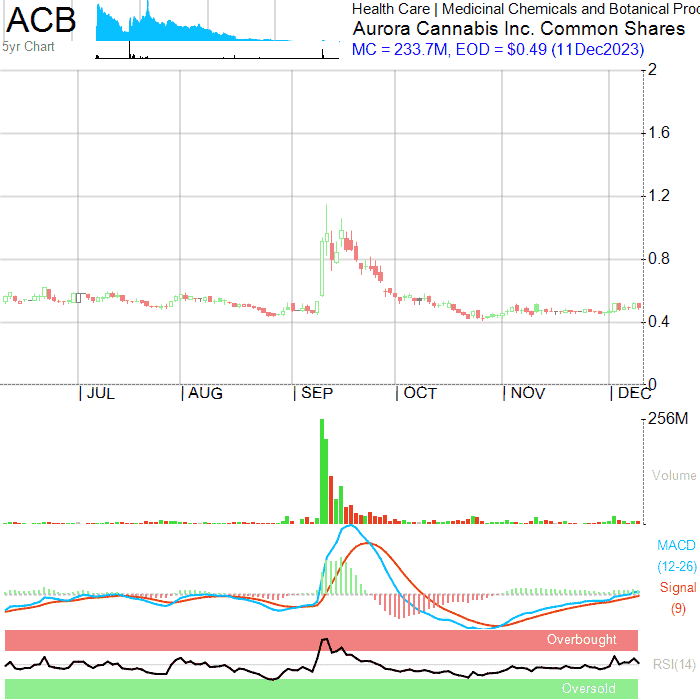 ACB
5yr Chart
Health Care | Medicinal Chemicals and Botanical Proc
Aurora Cannabis Inc. Common Shares
MC = 233.7M, EOD = $0.49 (11Dec2023)
2
1.6
1.2
0.8
0.4
0
| JUL | AUG | SEP | OCT | NOV | DEC
256M
Volume
MACD
(12-26)
Signal
(9)
Overbought
RSI(14)
Oversold